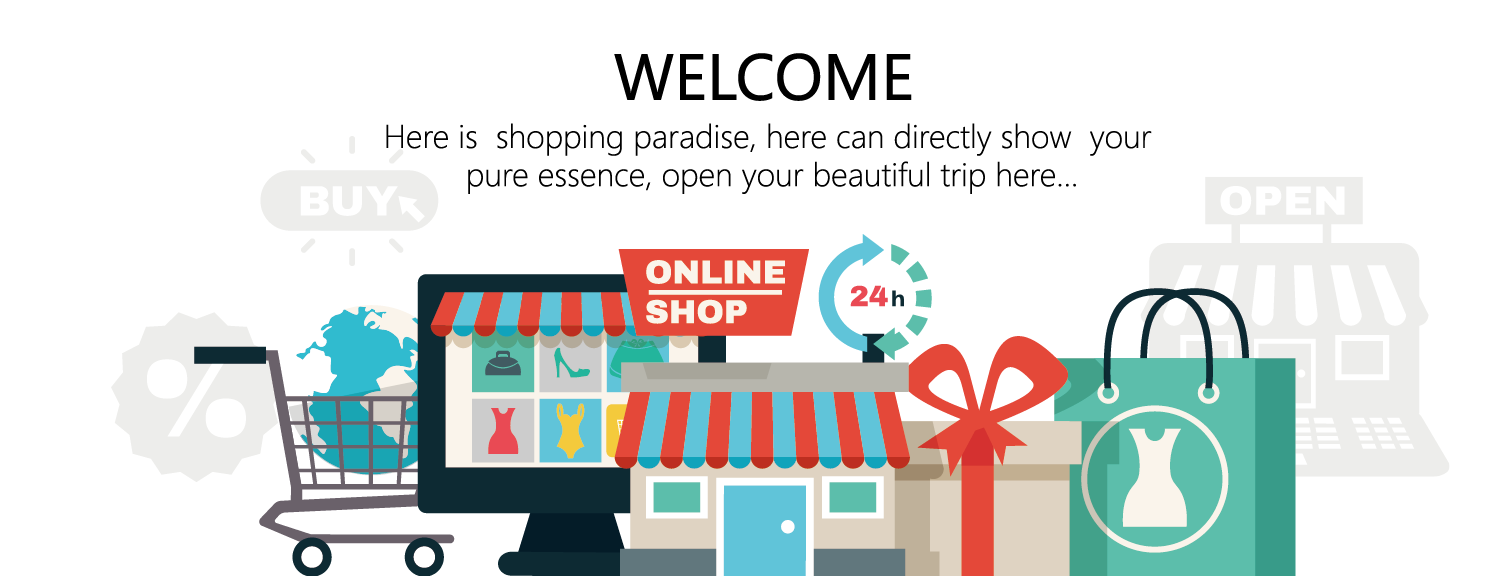 WELCOME
Here is shopping paradise, here can directly show your
pure essence, open your beautiful trip here...
BUY
OPEN
ONLINE
SHOP
24h
%